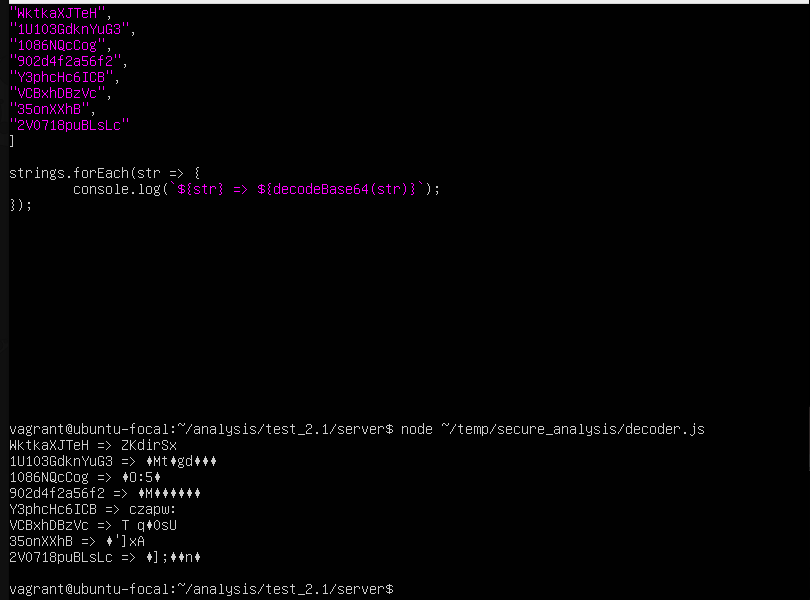 "WktkaXJTeH",
"1U103GdknYuG3",
"1086NQcCog",
"902d4f2a56f2",
"Y3phcHc6ICB",
"VCBxhDBzVc",
"35onXXhB",
"2V0718puBLsLc"
]
strings.forEach(str => {
console.log(`${str} => ${decodeBase64(str)}`);
});
vagrant@ubuntu-focal:~/analysis/test_2.1/server$ node ~/temp/secure_analysis/decoder.js
WktkaXJTeH => ZKdirSx
1U103GdknYuG3 => ♦Mt♦gd♦♦♦
1086NQcCog => ♦O:5♦
902d4f2a56f2 => ♦M♦♦♦♦♦♦
Y3phcHc6ICB => czapw:
VCBxhDBzVc => T q♦0sU
35onXXhB => ♦']xA
2V0718puBLsLc => ♦];♦♦n♦
vagrant@ubuntu-focal:~/analysis/test_2.1/server$